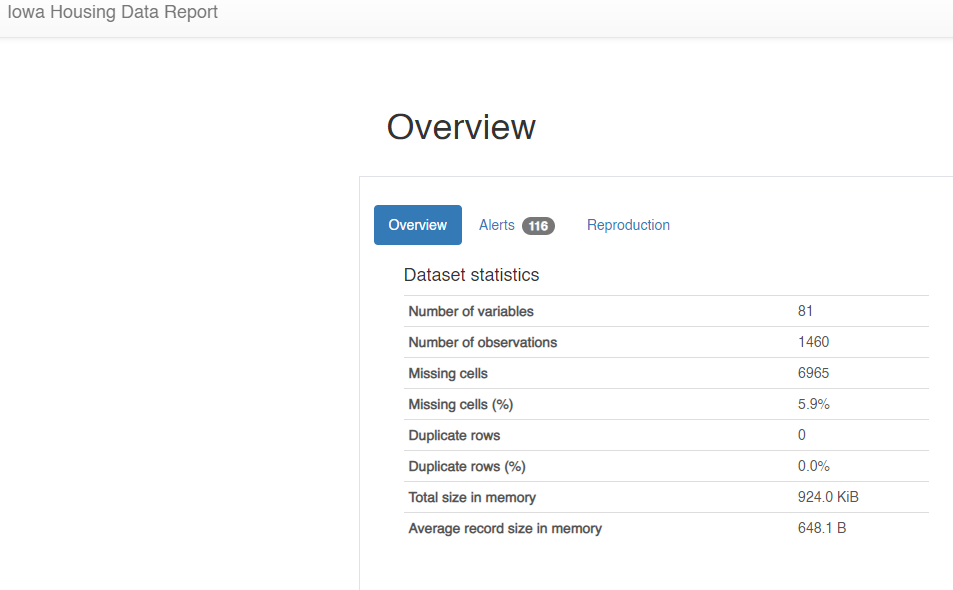 Iowa Housing Data Report
Overview
Overview Alerts 116 Reproduction
Dataset statistics
Number of variables 81
Number of observations 1460
Missing cells 6965
Missing cells (%) 5.9%
Duplicate rows 0
Duplicate rows (%) 0.0%
Total size in memory 924.0 KiB
Average record size in memory 648.1 B